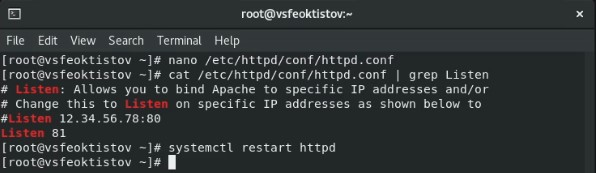 root@vsfeoktistov:~
File Edit View Search Terminal Help
[root@vsfeoktistov ~]# nano /etc/httpd/conf/httpd.conf
[root@vsfeoktistov ~]# cat /etc/httpd/conf/httpd.conf | grep Listen
# Listen: Allows you to bind Apache to specific IP addresses and/or
# Change this to Listen on specific IP addresses as shown below to
#Listen 12.34.56.78:80
Listen 81
[root@vsfeoktistov ~]# systemctl restart httpd
[root@vsfeoktistov ~]#